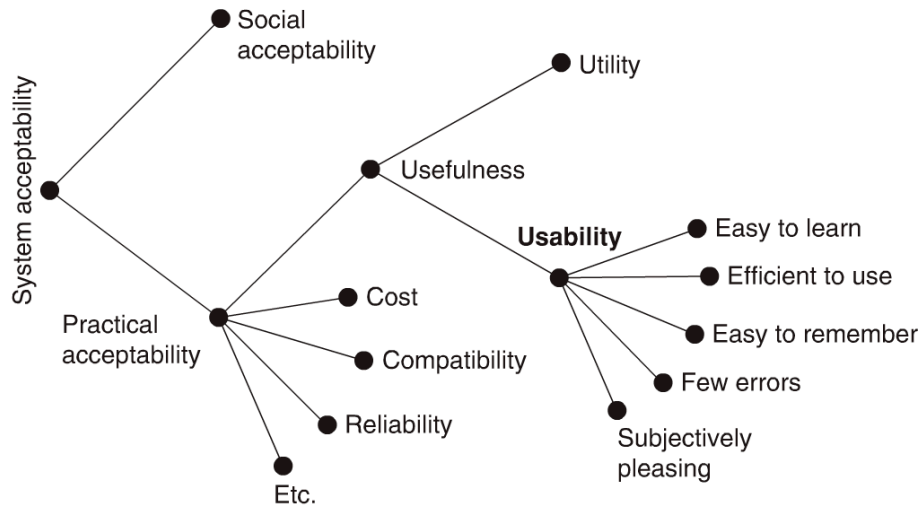 Social
acceptability
Utility
System acceptability
Usefulness
Usability
Easy to learn
Efficient to use
Cost
Practical
acceptability
Easy to remember
Compatibility
Few errors
Reliability
Subjectively
pleasing
Etc.